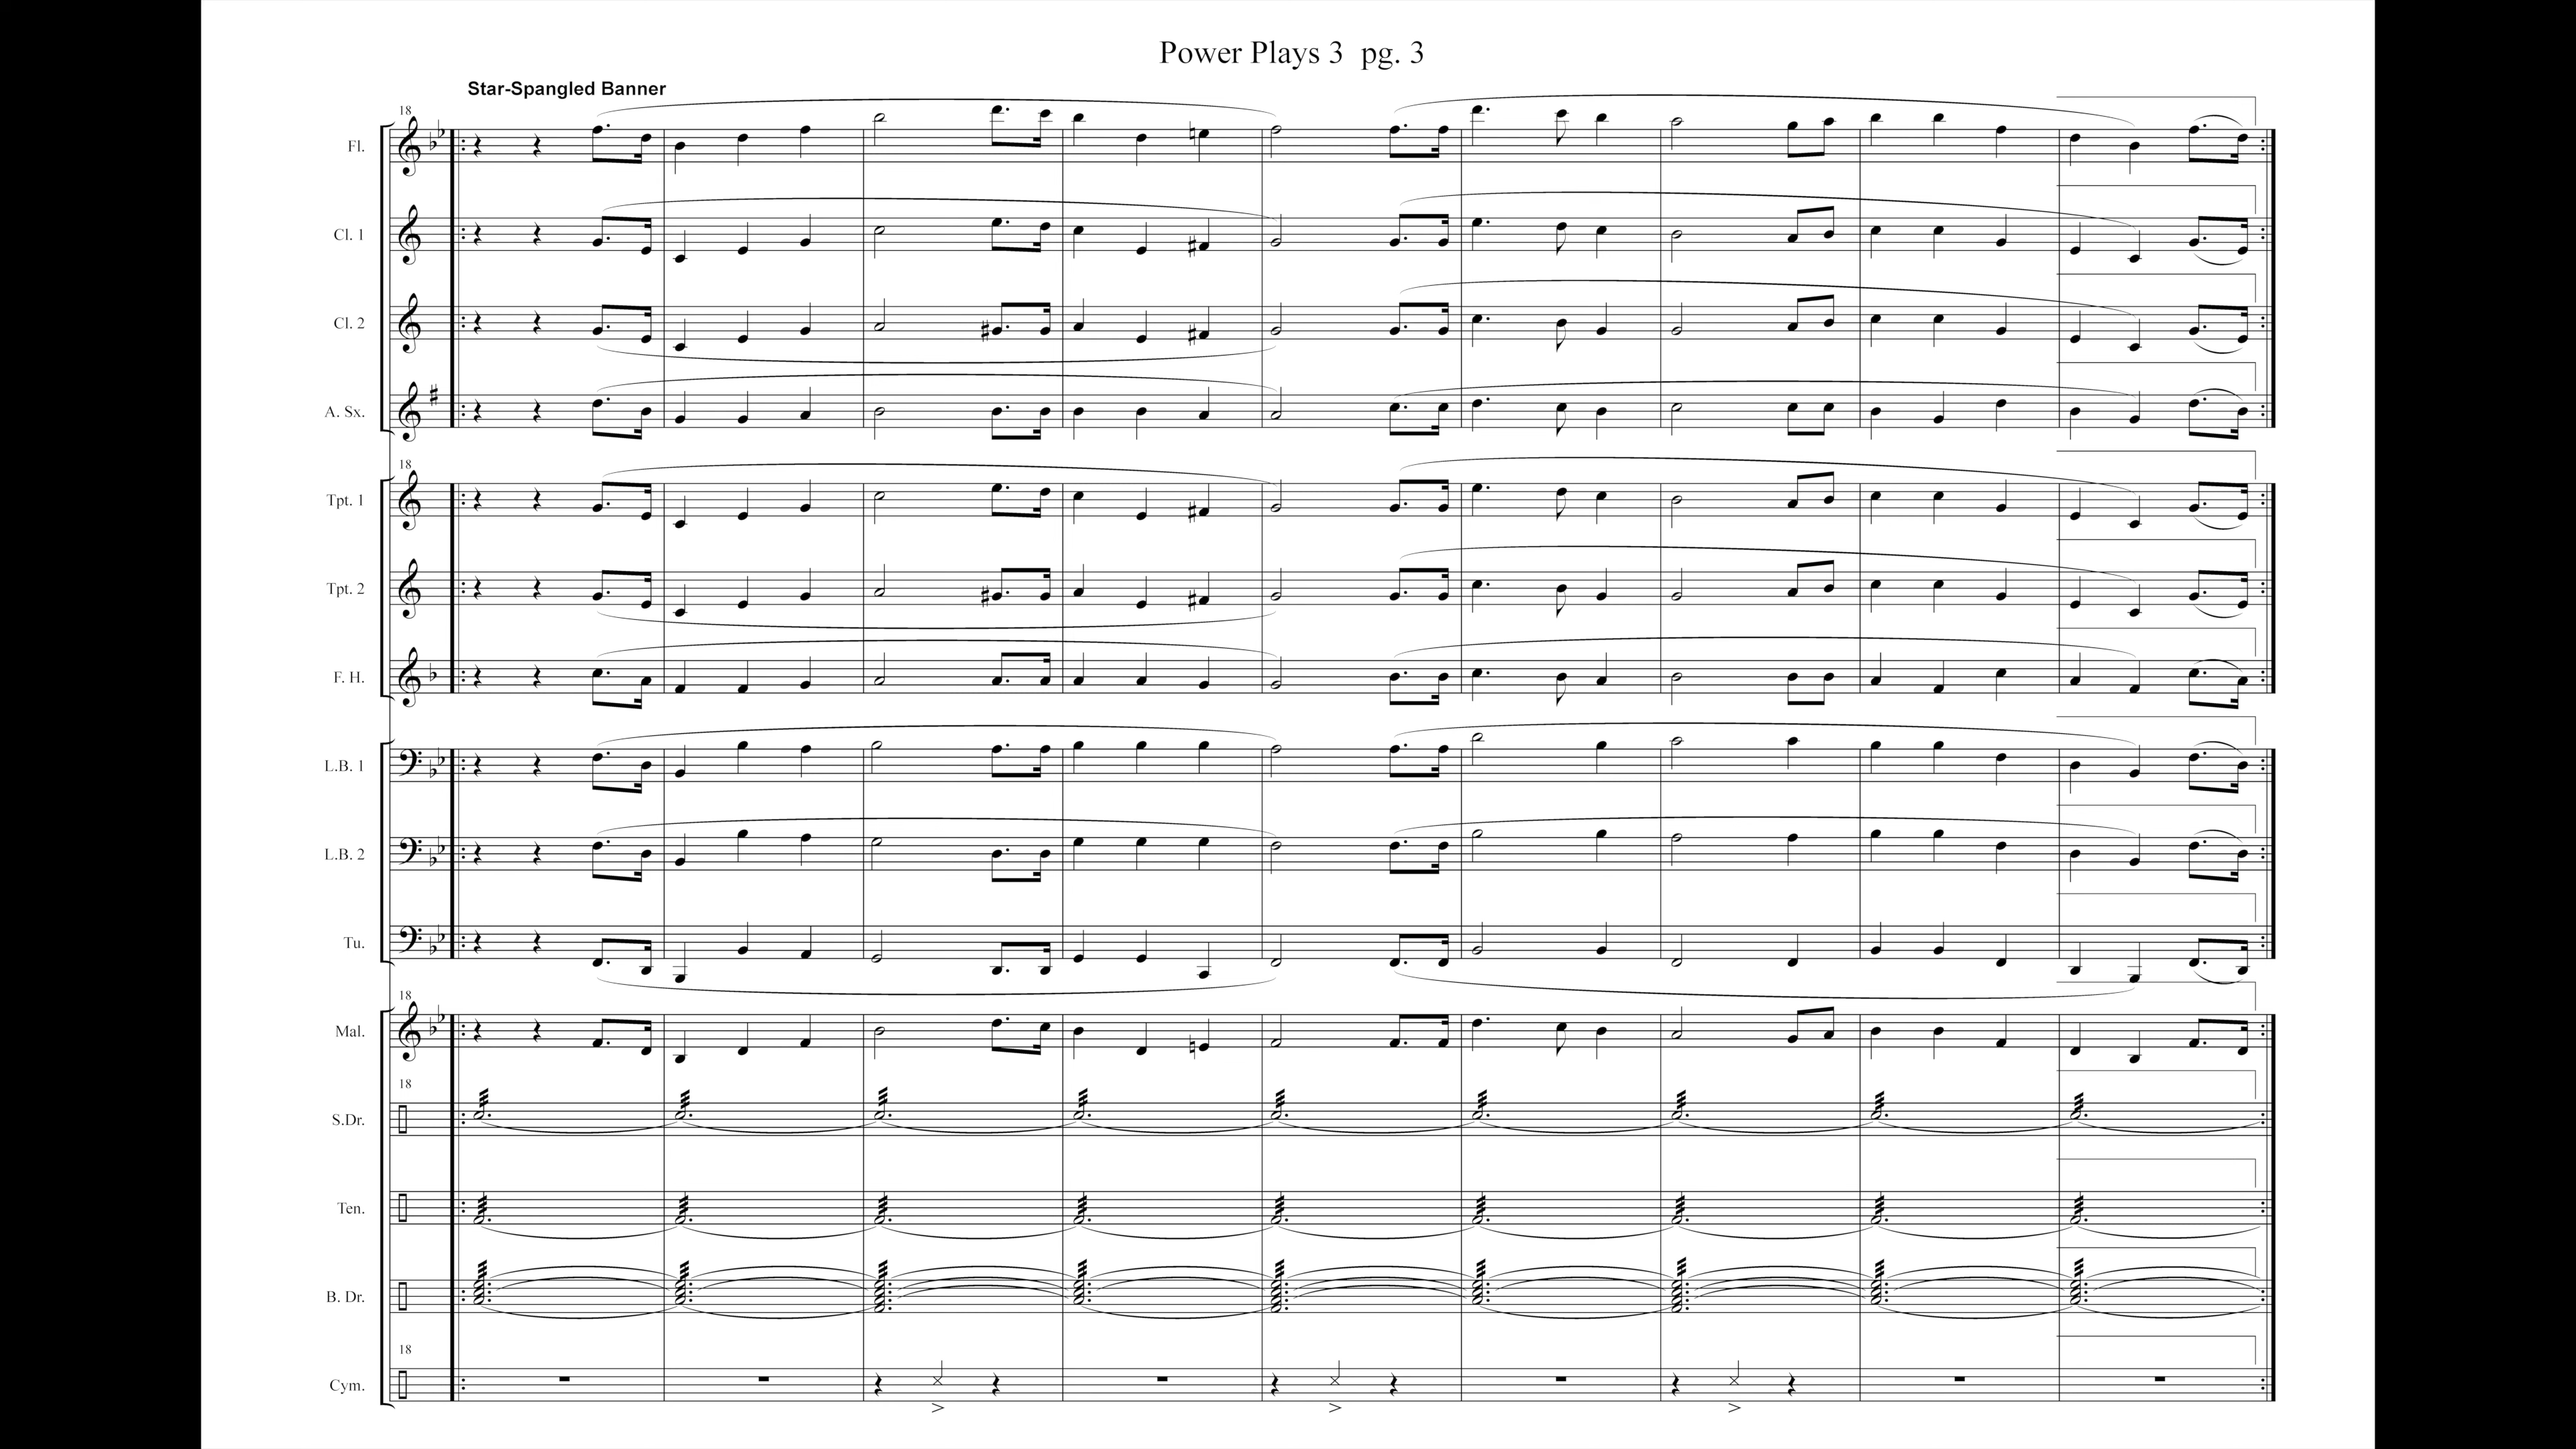 Power Plays 3 pg. 3
Star-Spangled Banner
18
Fl.
Cl. 1
Cl. 2
A. Sx.
18
Tpt. 1
Tpt. 2
F. H.
L.B. 1
L.B. 2
Tu.
18
Mal.
18
S.Dr.
Ten.
B. Dr.
18
Cym.